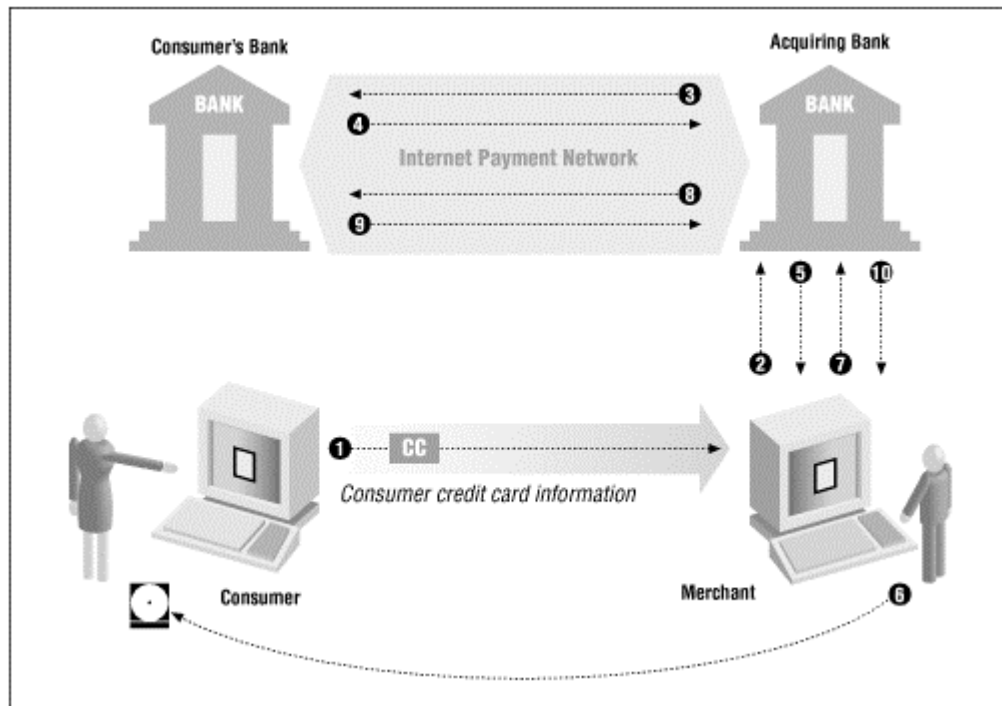 Consumer's Bank
Acquiring Bank
BANK
BANK
3
4
Internet Payment Network
8
9
5
10
2
7
1
CC
Consumer credit card information
Consumer
Merchant
6